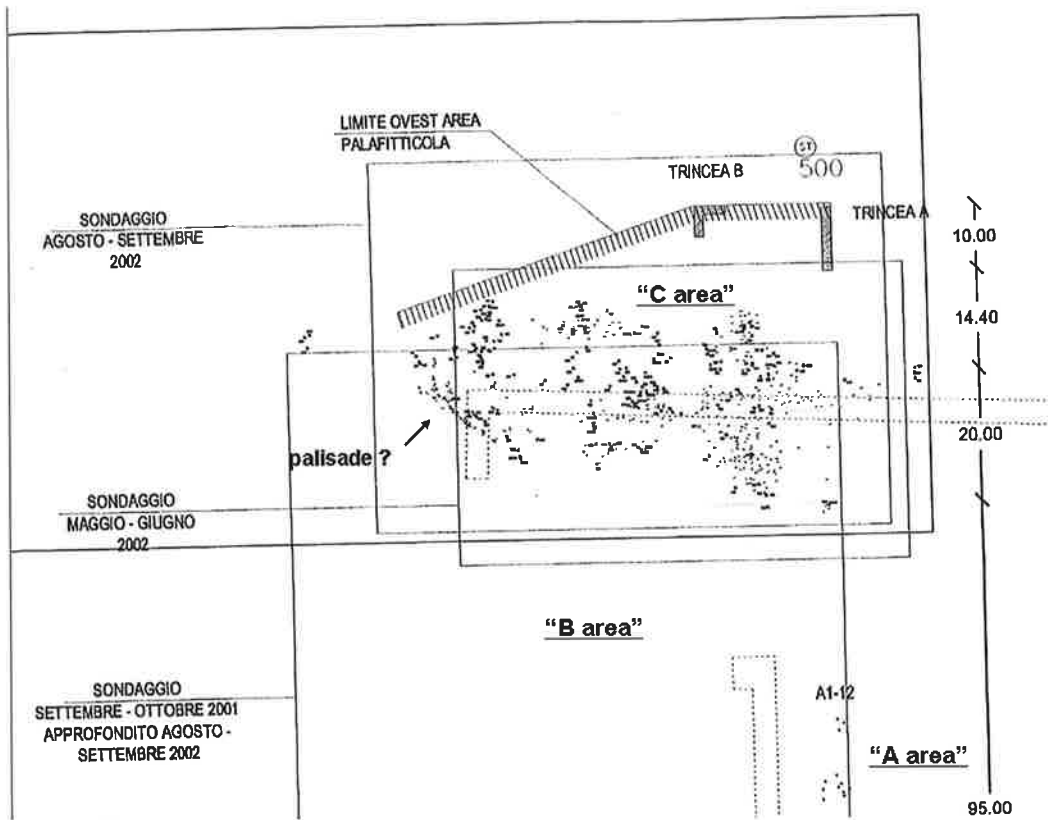 LIMITE OVEST AREA
PALAFITTICOLA
ST
500
TRINCEA B
TRINCEA A
SONDAGGIO
AGOSTO - SETTEMBRE
2002
10.00
"C area"
14.40
20.00
palisade ?
SONDAGGIO
MAGGIO - GIUGNO
2002
"B area"
SONDAGGIO
SETTEMBRE - OTTOBRE 2001
APPROFONDITO AGOSTO -
SETTEMBRE 2002
A1-12
"A area"
95.00